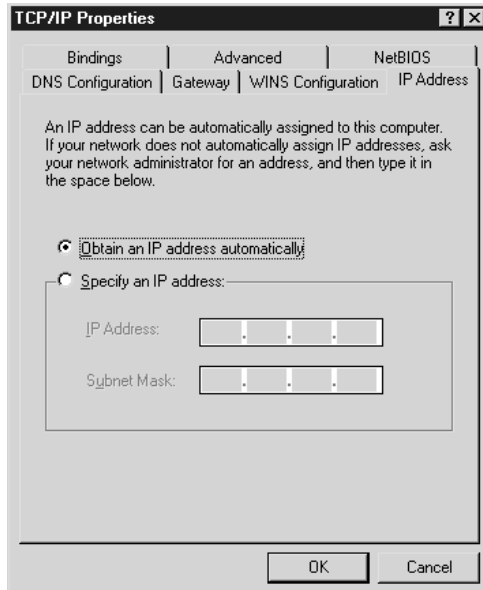 TCP/IP Properties
Bindings
Advanced
NetBIOS
DNS Configuration
Gateway
WINS Configuration
IP Address
An IP address can be automatically assigned to this computer.
If your network does not automatically assign IP addresses, ask
your network administrator for an address, and then type it in
the space below.
Obtain an IP address automatically
Specify an IP address:
IP Address:
. . .
Subnet Mask:
. . .
OK
Cancel